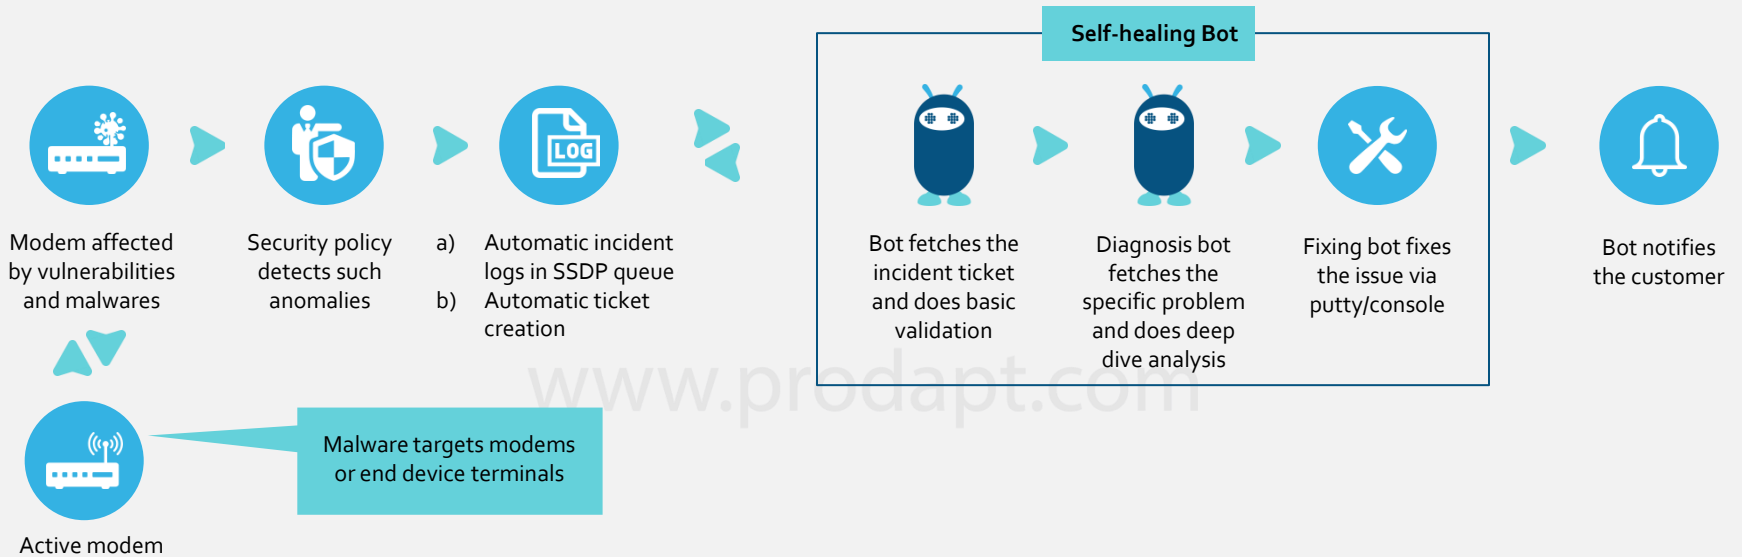 Self-healing Bot
LOG
Modem affected
by vulnerabilities
and malwares
Security policy
detects such
anomalies
a) Automatic incident
logs in SSDP queue
b) Automatic ticket
creation
Bot fetches the
incident ticket
and does basic
validation
Diagnosis bot
fetches the
specific problem
and does deep
dive analysis
Fixing bot fixes
the issue via
putty/console
Bot notifies
the customer
www.prodapt.com
Malware targets modems
or end device terminals
Active modem